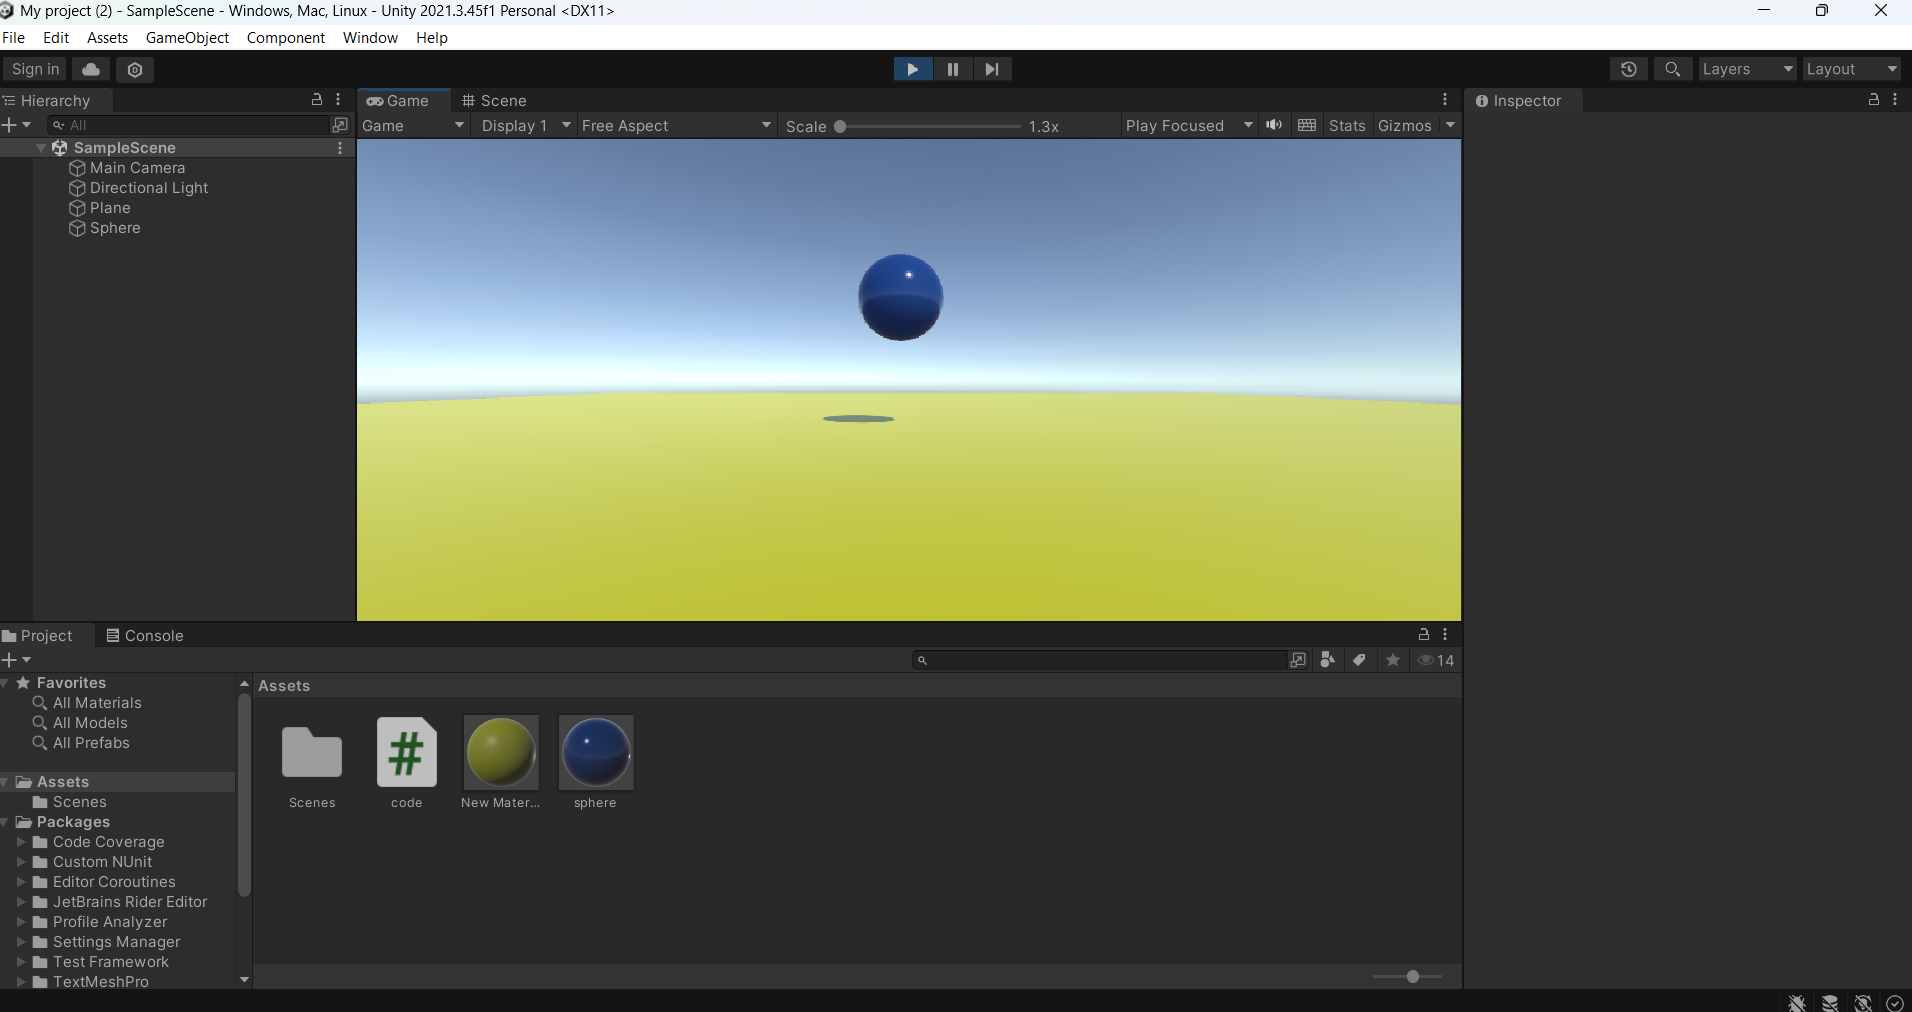 My project (2) - SampleScene - Windows, Mac, Linux - Unity 2021.3.45f1 Personal <DX11>
File Edit Assets GameObject Component Window Help
Sign in
Layers Layout
Hierarchy
Game Scene
Inspector
All
Game Display 1 Free Aspect Scale 1.3x Play Focused Stats Gizmos
SampleScene
Main Camera
Directional Light
Plane
Sphere
Project Console
14
Favorites
All Materials
All Models
All Prefabs
Assets
Scenes
Packages
Code Coverage
Custom NUnit
Editor Coroutines
JetBrains Rider Editor
Profile Analyzer
Settings Manager
Test Framework
TextMeshPro
Assets
Scenes code New Mater... sphere